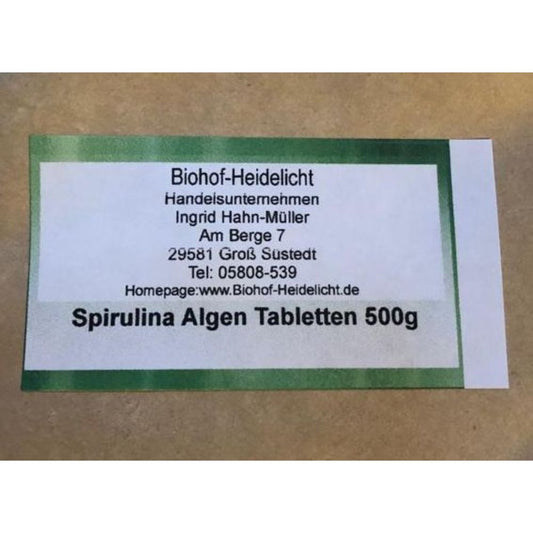 Biohof-Heidelicht
Handelsunternehmen
Ingrid Hahn-Müller
Am Berge 7
29581 Groß Süstedt
Tel: 05808-539
Homepage:www.Biohof-Heidelicht.de
Spirulina Algen Tabletten 500g